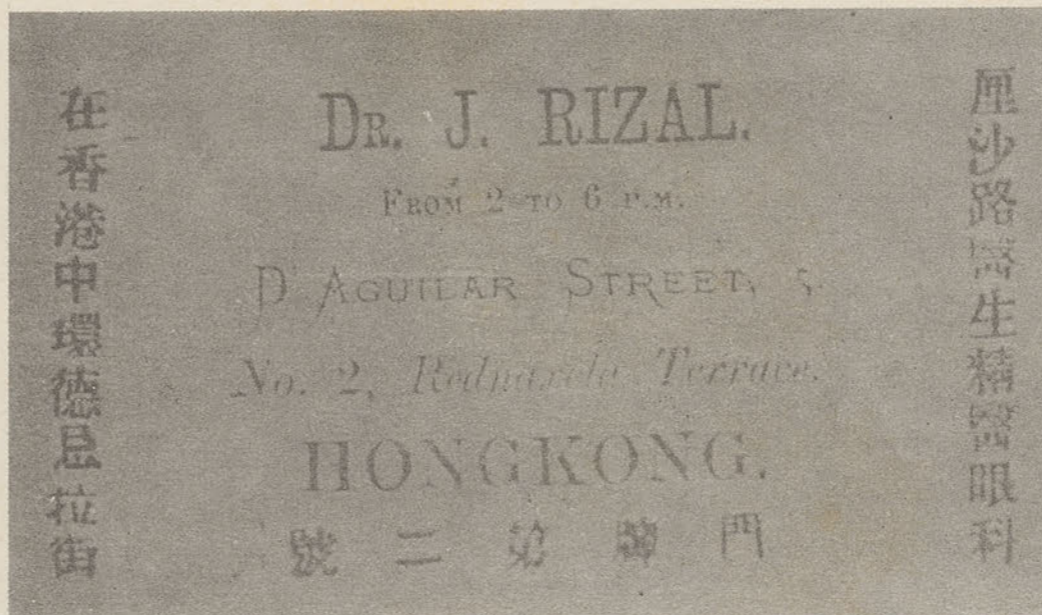 厘沙路醫生精醫眼科
DR. J. RIZAL.
FROM 2 TO 6 P.M.
D'AGUILAR STREET, 5.
No. 2, Rednaxela Terrace.
HONGKONG.
門牌第二號
在香港中環德忌拉街